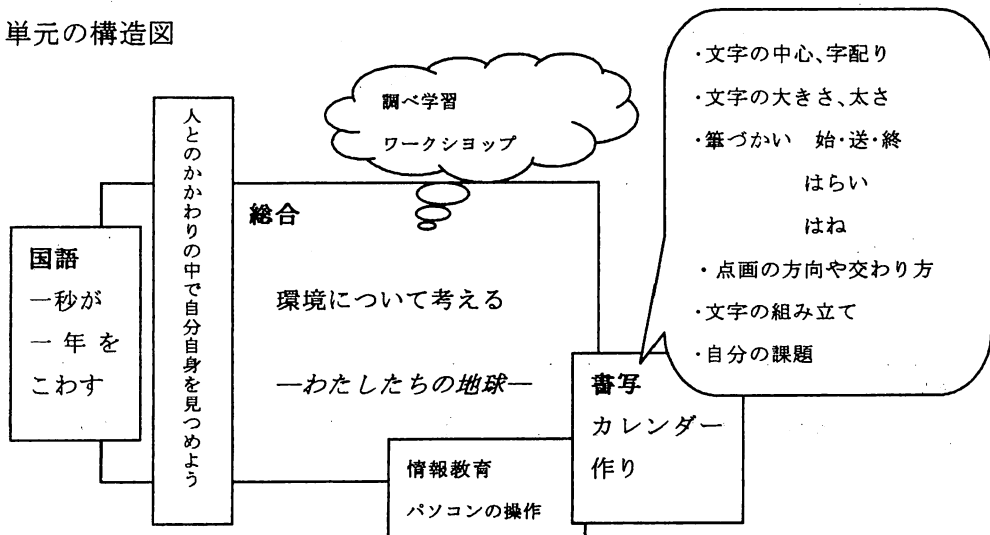 単元の構造図
国語
一秒が
一年を
こわす
人とのかかわりの中で自分自身を見つめよう
調べ学習
ワークショップ
総合
環境について考える
―わたしたちの地球―
情報教育
パソコンの操作
書写
カレンダー
作り
・文字の中心、字配り
・文字の大きさ、太さ
・筆づかい　始・送・終
はらい
はね
・点画の方向や交わり方
・文字の組み立て
・自分の課題